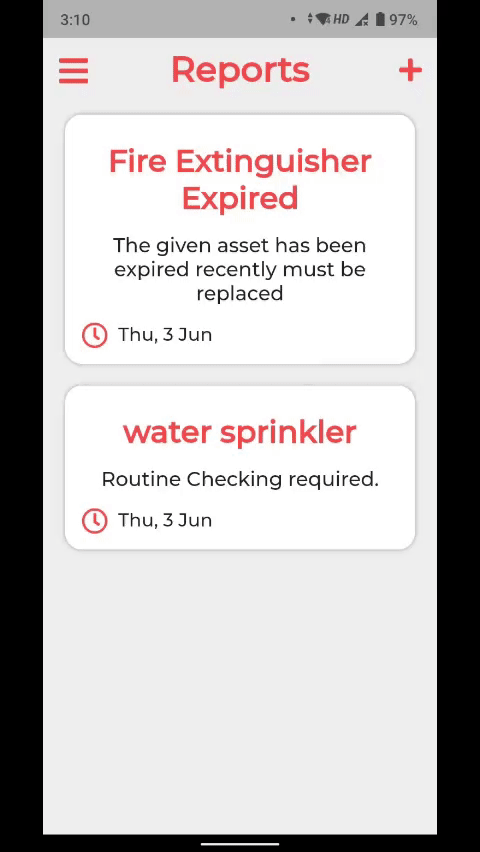 3:10 HD 97%
Reports
Fire Extinguisher
Expired
The given asset has been
expired recently must be
replaced
Thu, 3 Jun
water sprinkler
Routine Checking required.
Thu, 3 Jun